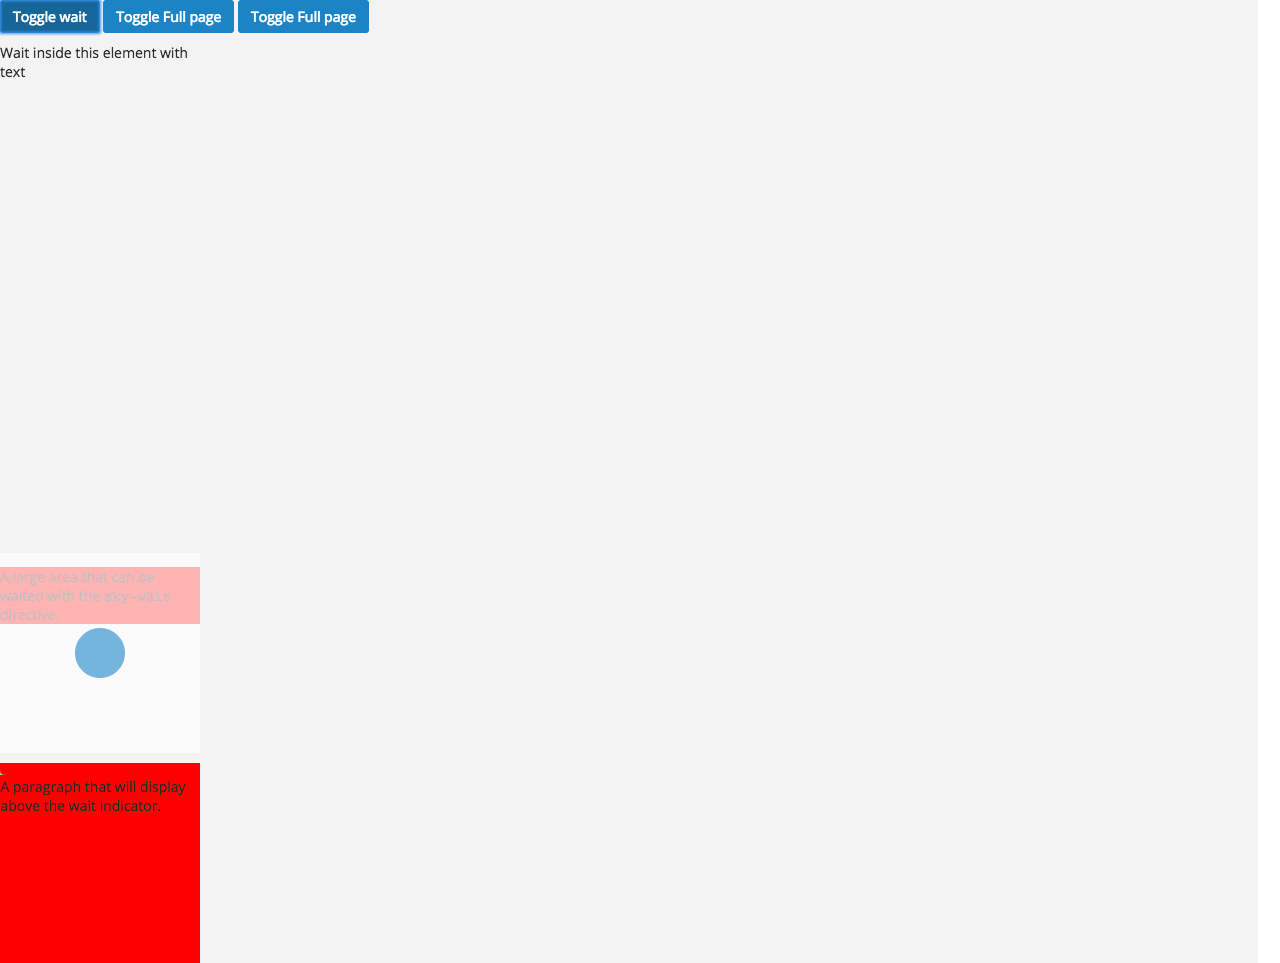 Toggle wait Toggle Full page Toggle Full page
Wait inside this element with
text
A large area that can be
waited with the sky-wait
directive.
A paragraph that will display
above the wait indicator.